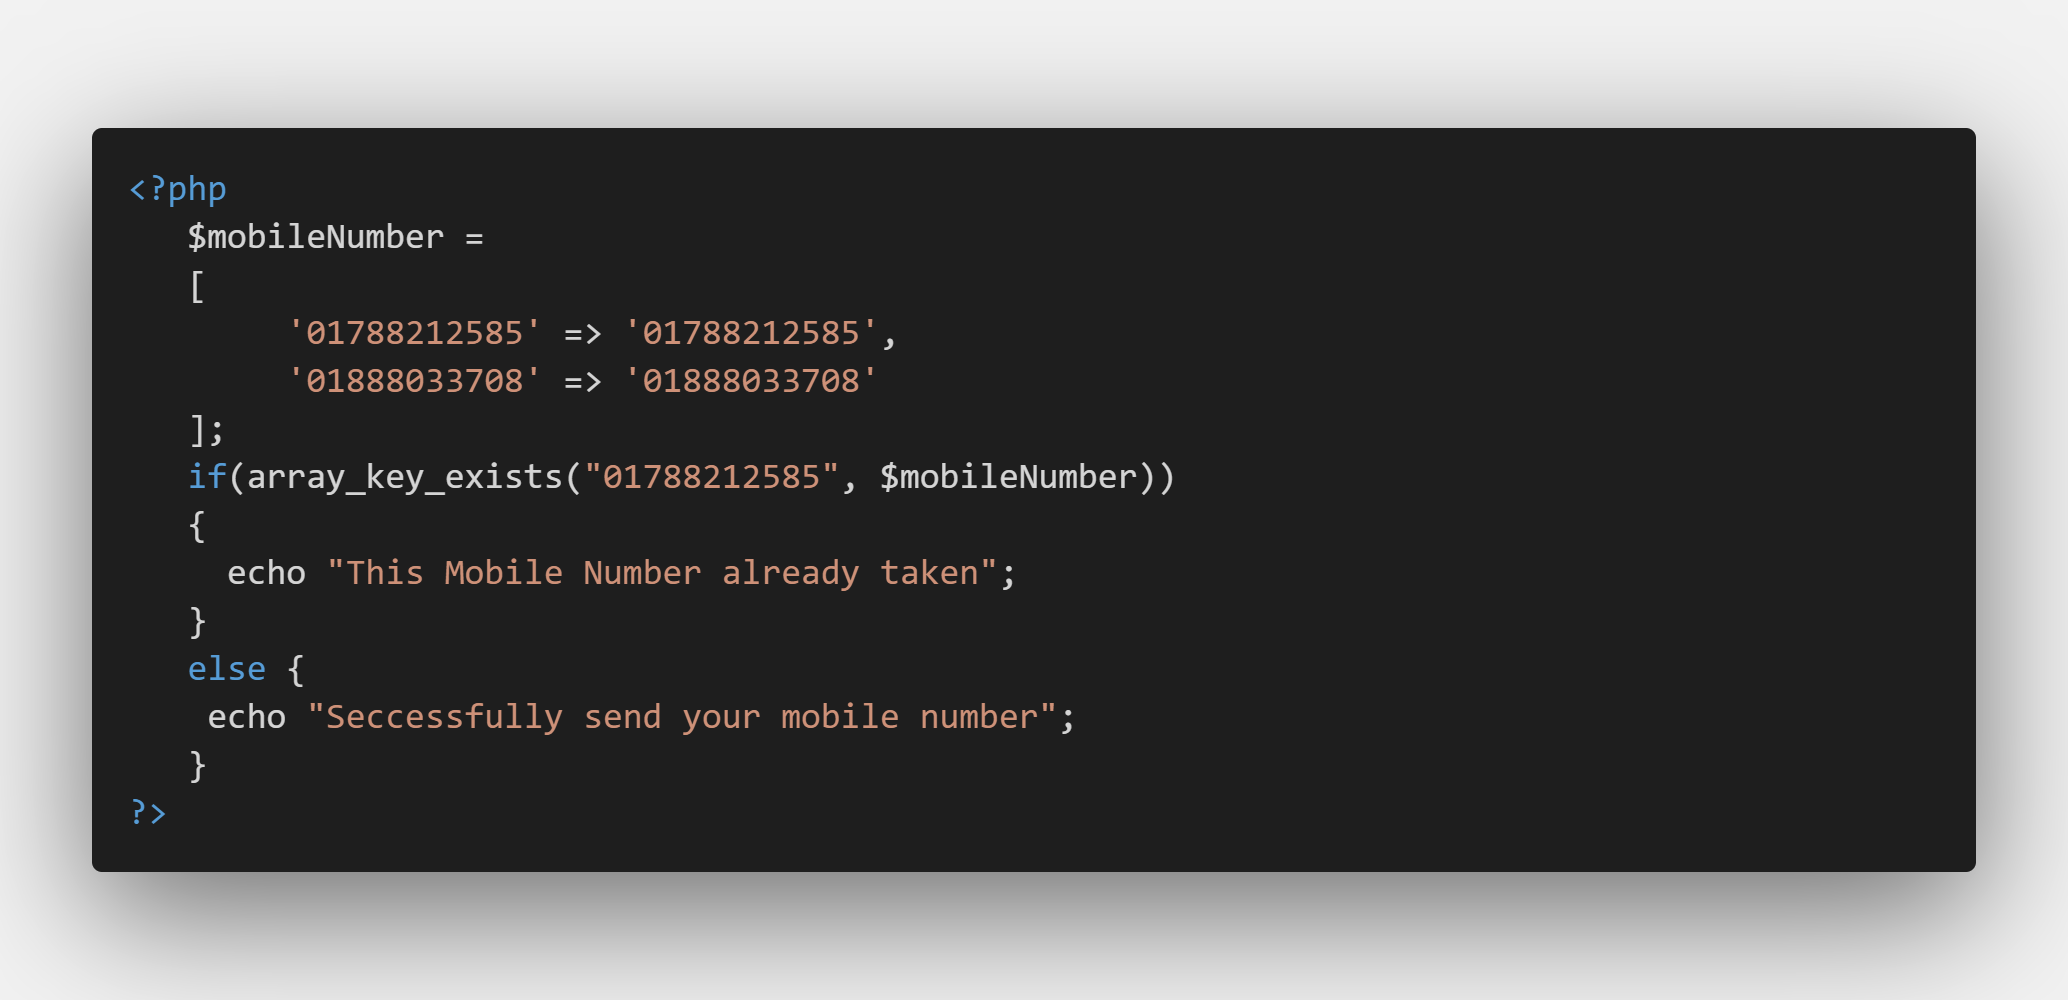 <?php
$mobileNumber =
[
'01788212585' => '01788212585',
'01888033708' => '01888033708'
];
if(array_key_exists("01788212585", $mobileNumber))
{
echo "This Mobile Number already taken";
}
else {
echo "Seccessfully send your mobile number";
}
?>